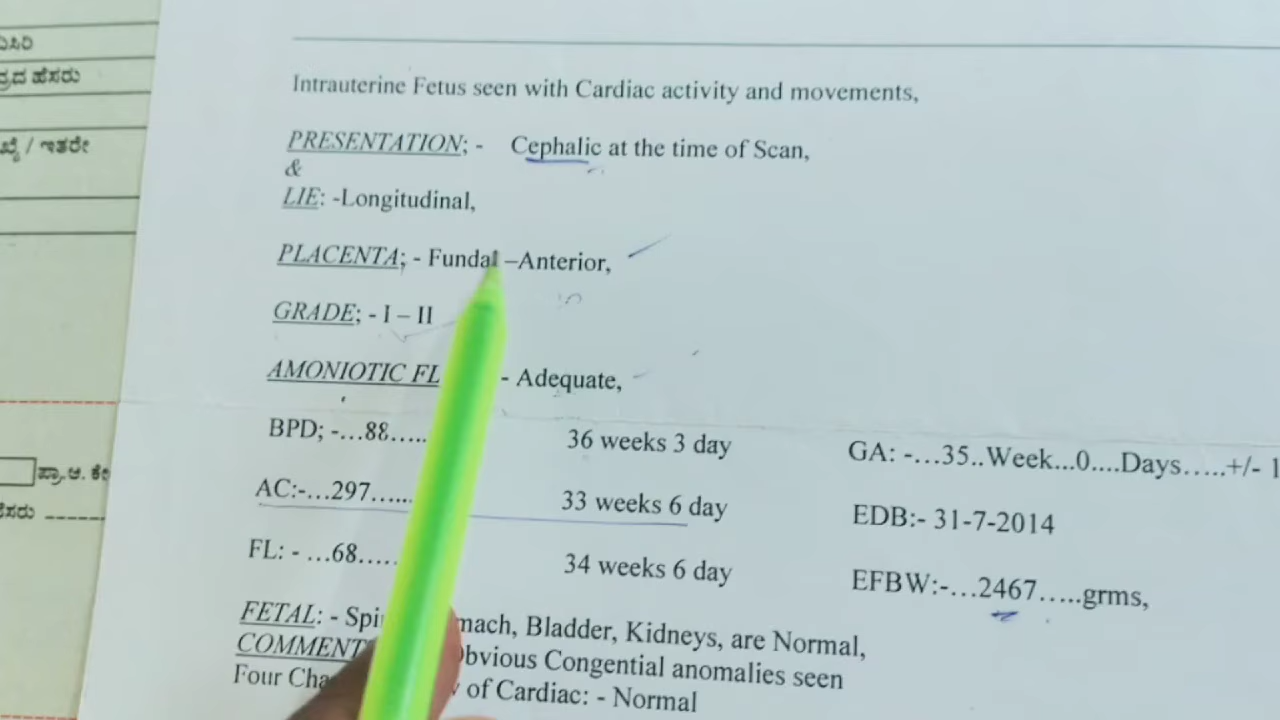 ಹೆಸರು
/ ಇತರೇ
ಪ್ರಾ.ಆ. ಕೇ
Intrauterine Fetus seen with Cardiac activity and movements,
PRESENTATION; - Cephalic at the time of Scan,
&
LIE: -Longitudinal,
PLACENTA; - Fundal –Anterior,
GRADE; - I – II
AMONIOTIC FL - Adequate,
BPD; -…88….. 36 weeks 3 day GA: -…35..Week…0....Days…..+/- 1
AC:-…297…... 33 weeks 6 day EDB:- 31-7-2014
FL: - …68….. 34 weeks 6 day EFBW:-…2467…..grms,
FETAL: - Spi mach, Bladder, Kidneys, are Normal,
COMMENT bvious Congential anomalies seen
Four Cha of Cardiac: - Normal